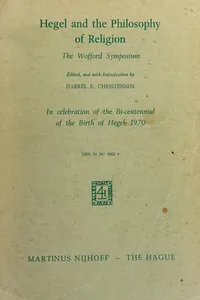 Hegel and the Philosophy
of Religion
The Wofford Symposium
Edited, and with Introduction by
DARREL E. CHRISTENSEN
In celebration of the Bi-centennial
of the Birth of Hegel: 1970
MARTINUS NIJHOFF – THE HAGUE